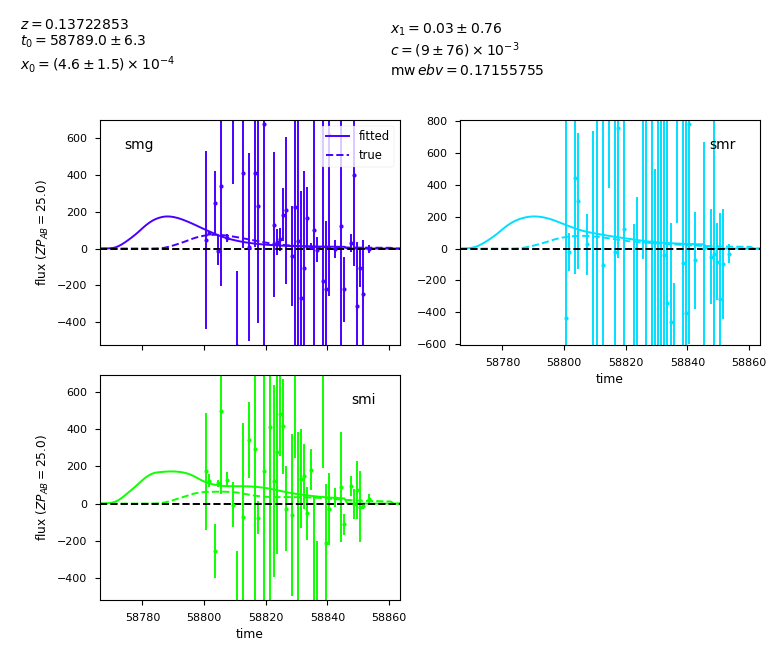 z = 0.13722853
t₀ = 58789.0 ± 6.3
x₀ = (4.6 ± 1.5) × 10⁻⁴
x₁ = 0.03 ± 0.76
c = (9 ± 76) × 10⁻³
mw ebv = 0.17155755
smg
fitted
true
600
400
200
0
−200
−400
flux (ZP_AB = 25.0)
smr
800
600
400
200
0
−200
−400
−600
58780 58800 58820 58840 58860
time
smi
600
400
200
0
−200
−400
flux (ZP_AB = 25.0)
58780 58800 58820 58840 58860
time